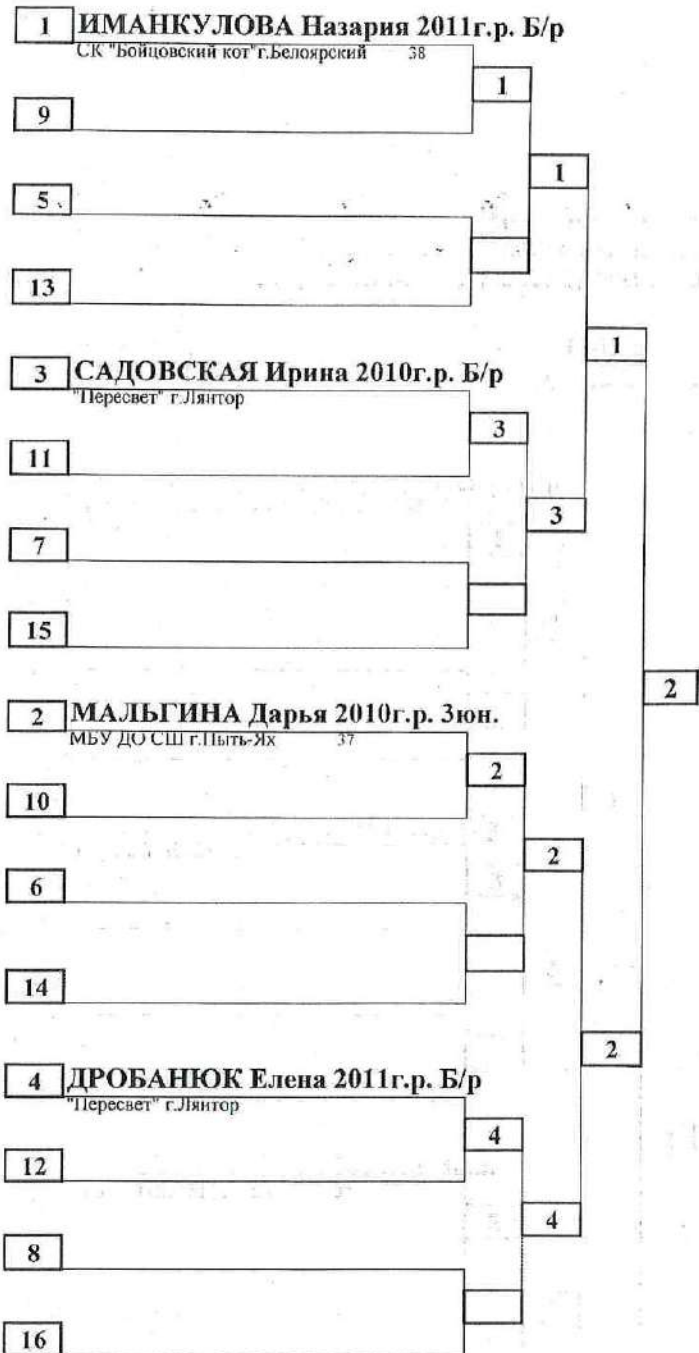 1 ИМАНКУЛОВА Назария 2011г.р. Б/р
СК "Бойцовский кот"г.Белоярский 38
1
9
1
5
13
1
3 САДОВСКАЯ Ирина 2010г.р. Б/р
"Пересвет" г.Лянтор
3
11
3
7
15
2
2 МАЛЬГИНА Дарья 2010г.р. 3юн.
МБУ ДО СШ г.Пыть-Ях 37
2
10
2
6
14
2
4 ДРОБАНЮК Елена 2011г.р. Б/р
"Пересвет" г.Лянтор
4
12
4
8
16